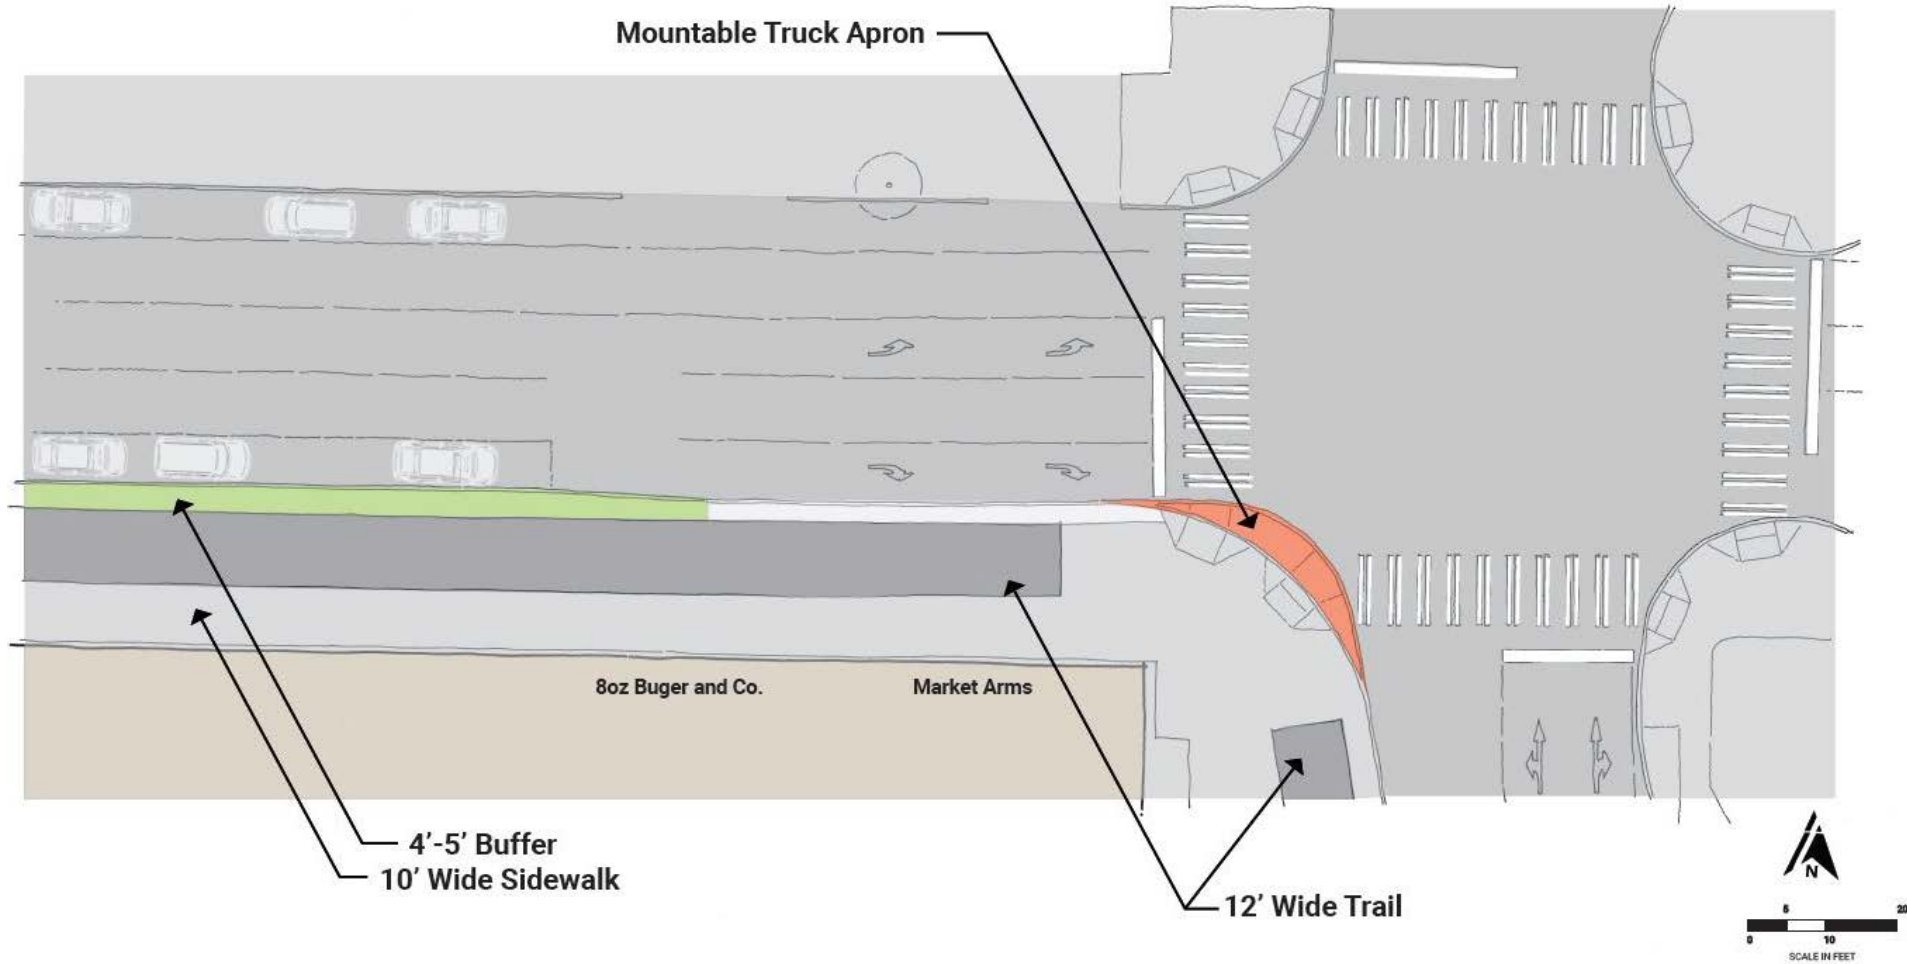 Mountable Truck Apron
8oz Buger and Co.
Market Arms
4’-5’ Buffer
10’ Wide Sidewalk
12’ Wide Trail
N
5
20
0
10
SCALE IN FEET